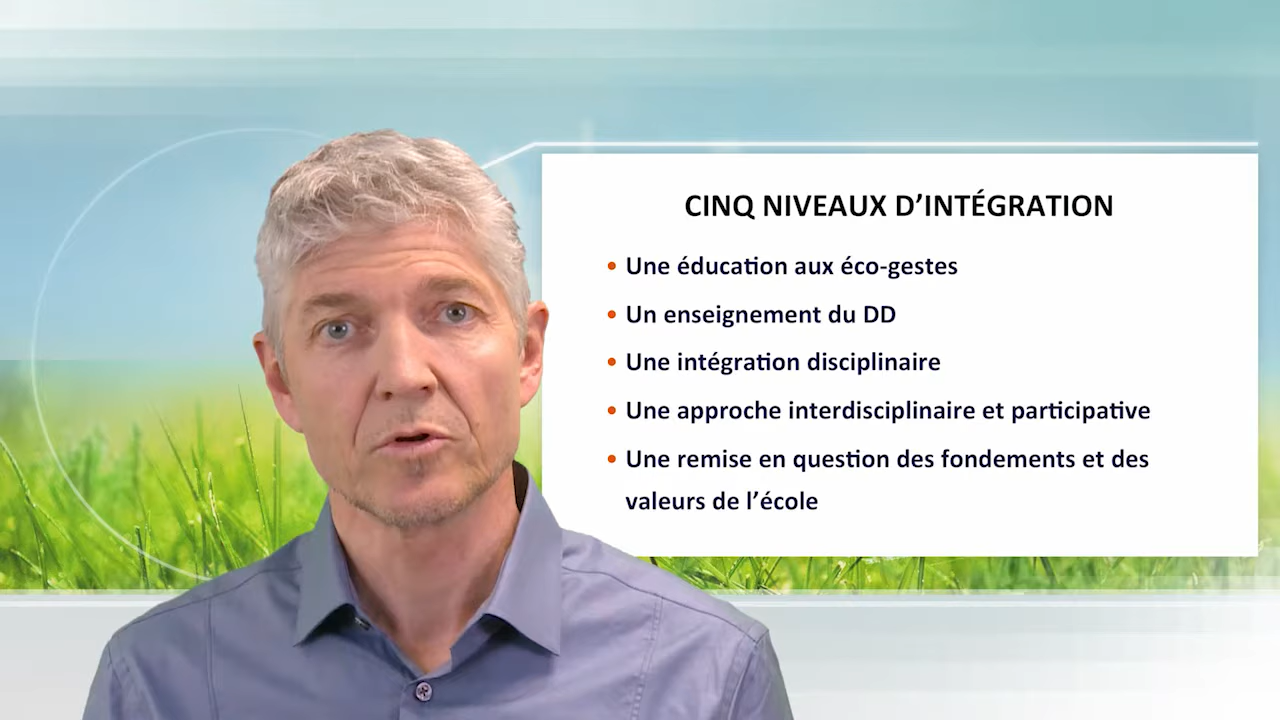 CINQ NIVEAUX D’INTÉGRATION
• Une éducation aux éco-gestes
• Un enseignement du DD
• Une intégration disciplinaire
• Une approche interdisciplinaire et participative
• Une remise en question des fondements et des
valeurs de l’école